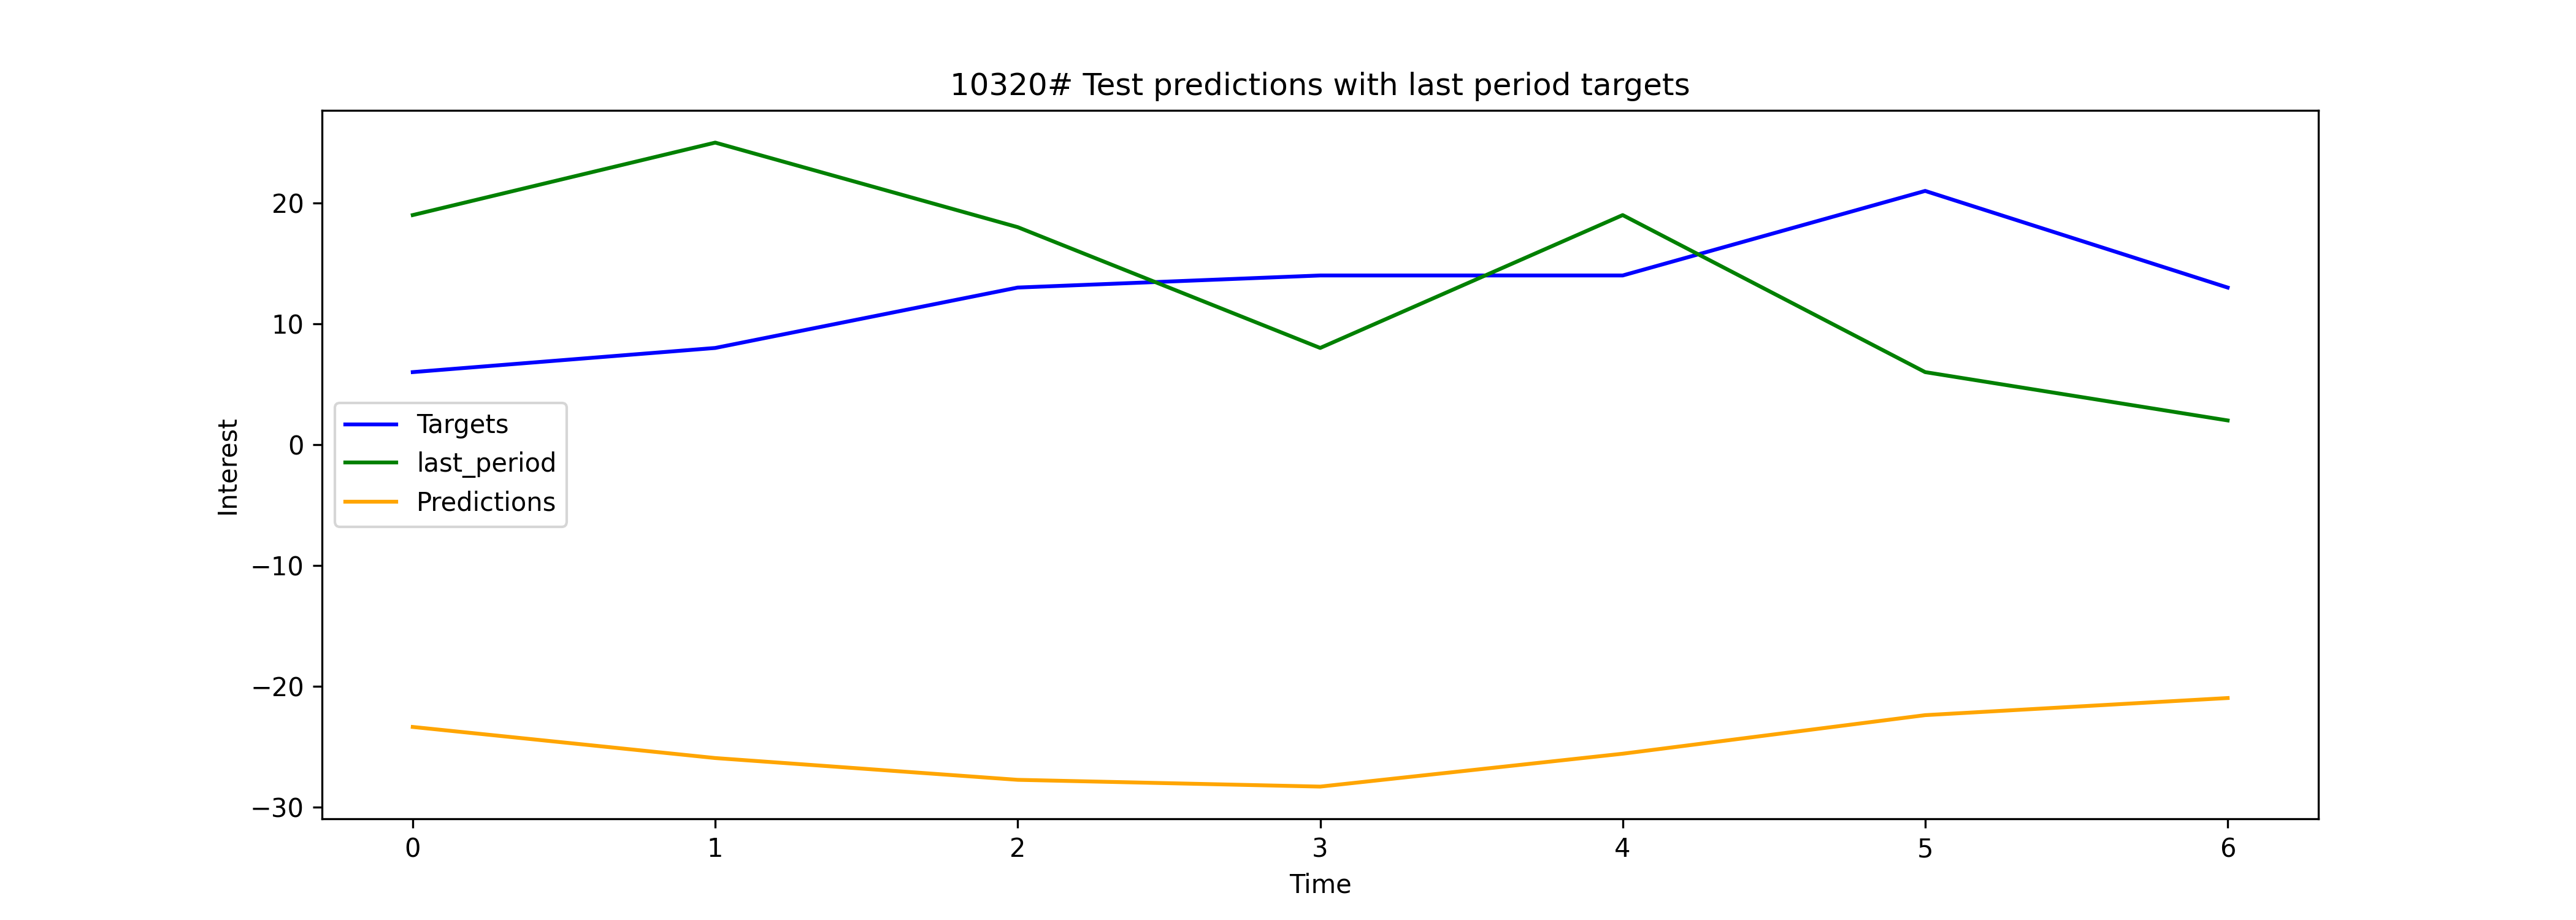 10320# Test predictions with last period targets
Interest
20
10
0
−10
−20
−30
Targets
last_period
Predictions
0 1 2 3 4 5 6
Time